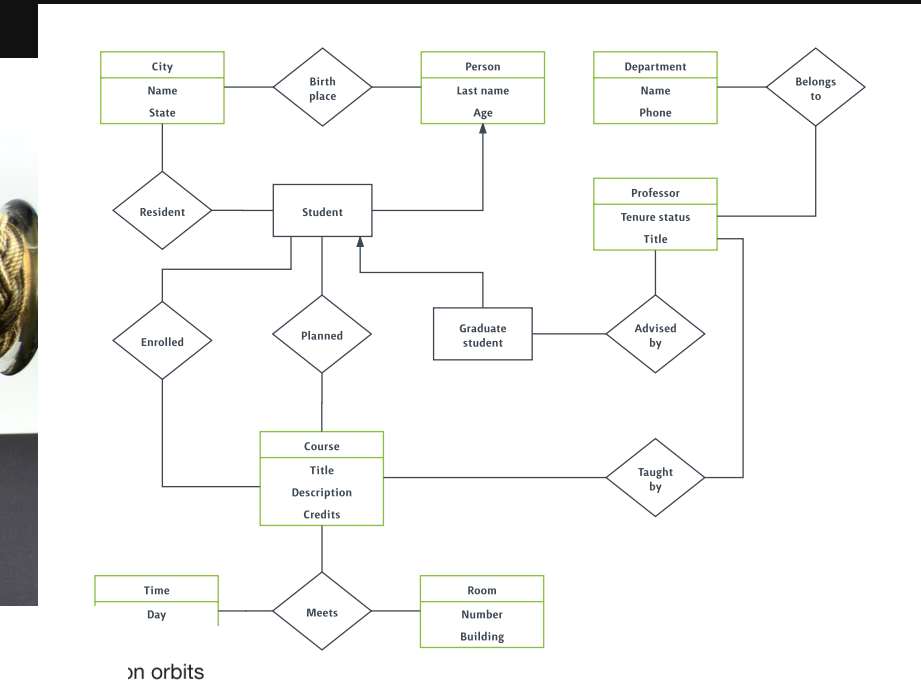 City
Name
State
Birth
place
Person
Last name
Age
Department
Name
Phone
Belongs
to
Resident
Student
Professor
Tenure status
Title
Enrolled
Planned
Graduate
student
Advised
by
Course
Title
Description
Credits
Taught
by
Time
Day
Meets
Room
Number
Building
on orbits